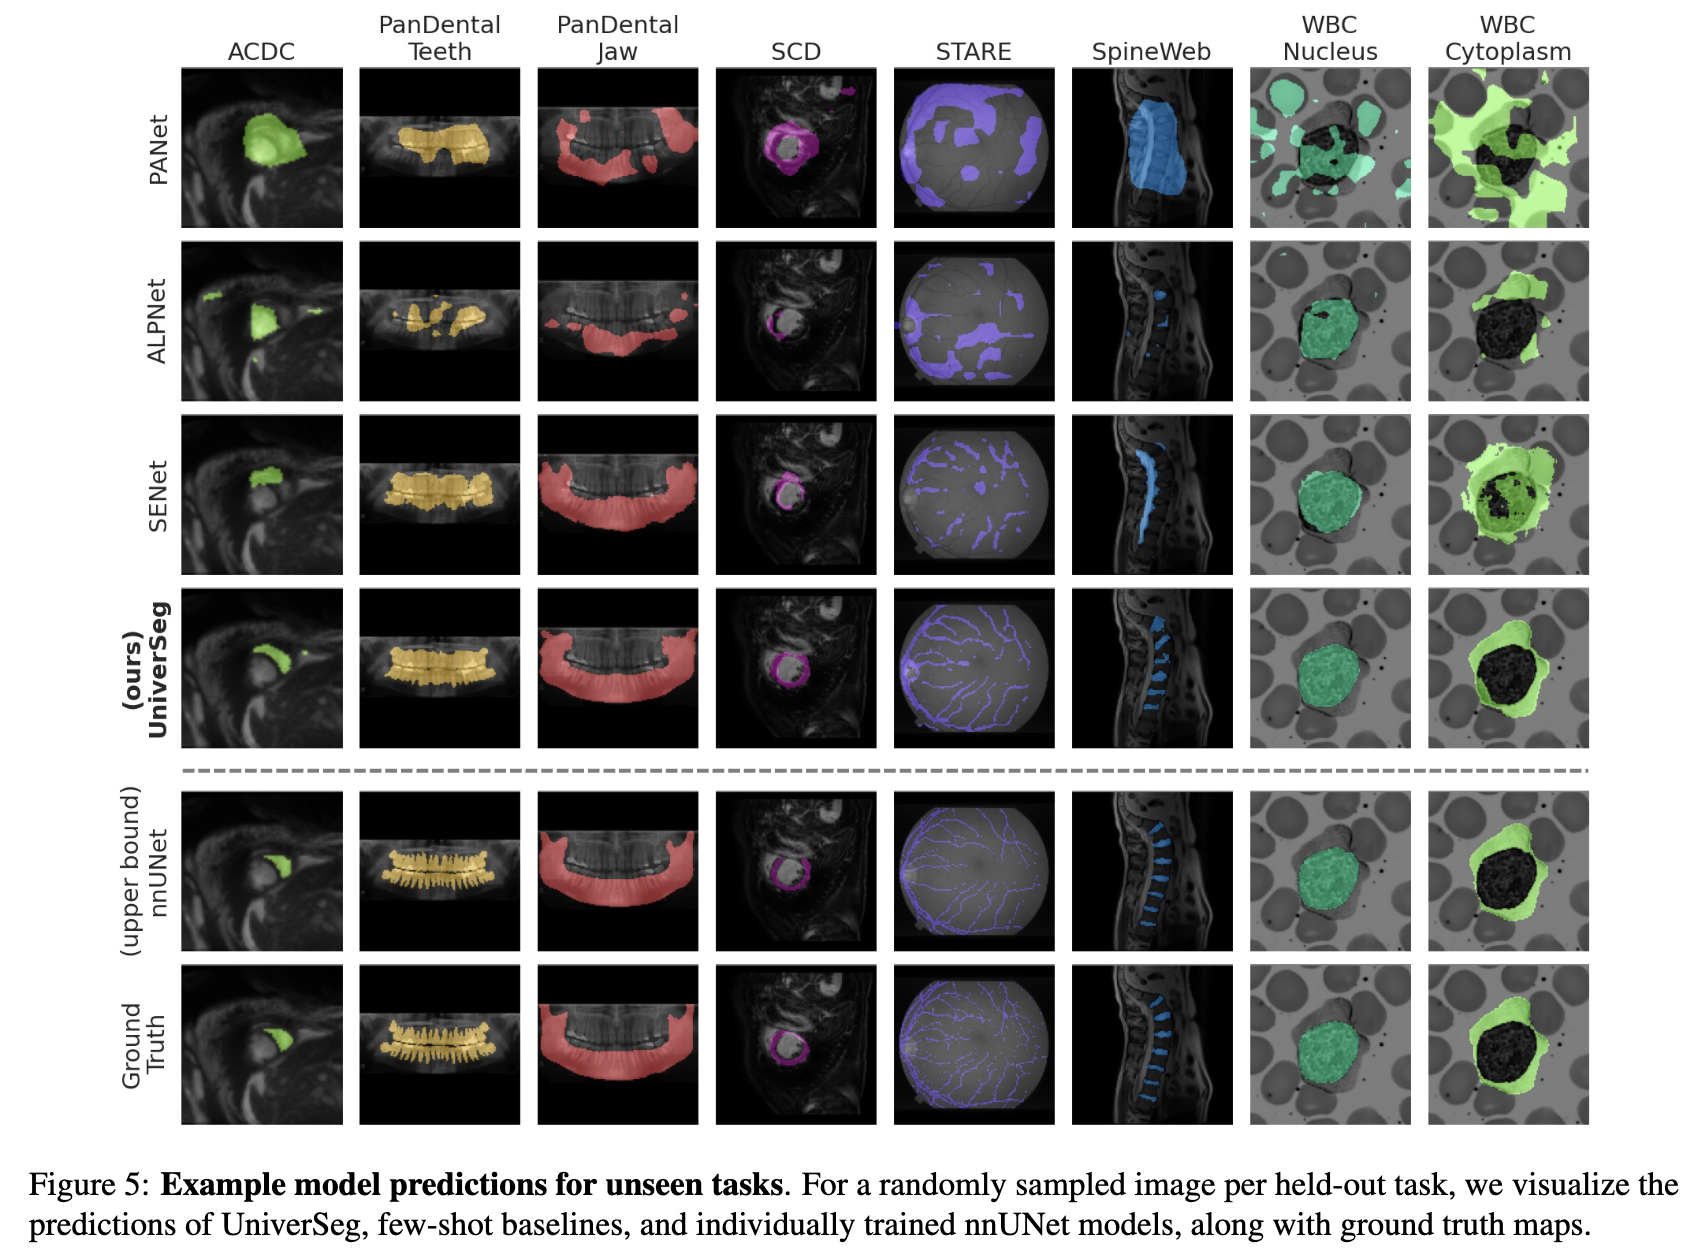 ACDC
PanDental
Teeth
PanDental
Jaw
SCD
STARE
SpineWeb
WBC
Nucleus
WBC
Cytoplasm
PANet
ALPNet
SENet
(ours)
UniverSeg
(upper bound)
nnUNet
Ground
Truth
Figure 5: Example model predictions for unseen tasks. For a randomly sampled image per held-out task, we visualize the
predictions of UniverSeg, few-shot baselines, and individually trained nnUNet models, along with ground truth maps.